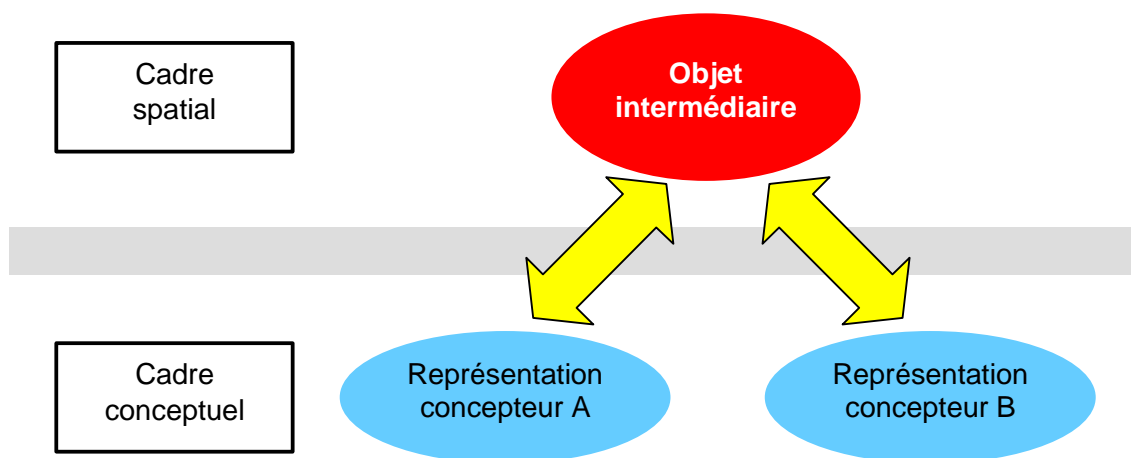 Cadre
spatial
Objet
intermédiaire
Cadre
conceptuel
Représentation
concepteur A
Représentation
concepteur B